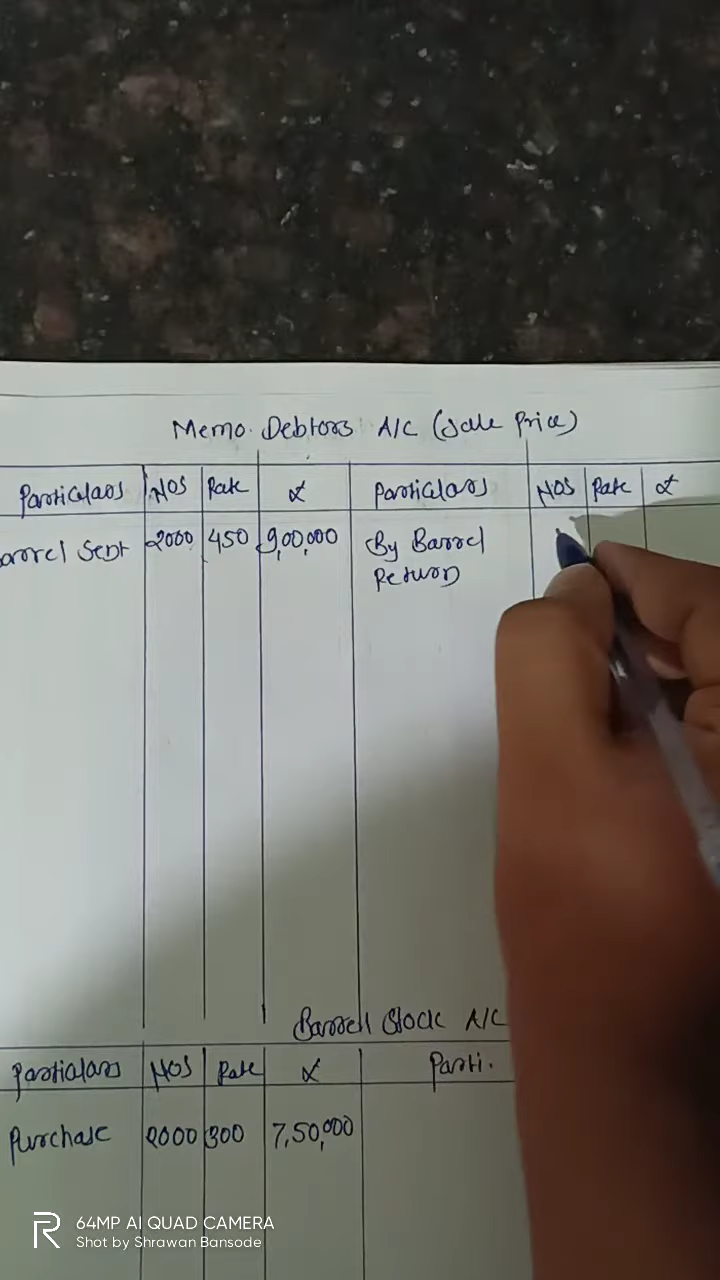 Memo. Debtors A/C (Sale Price)
Particulars NOS Rate ₹ Particulars NOS Rate ₹
Barrel Sent 2000 450 9,00,000 By Barrel
Return
Barrell Stock A/C
Particulars NOS Rate ₹ Parti.
Purchase 2000 300 7,50,000
R 64MP AI QUAD CAMERA
Shot by Shrawan Bansode